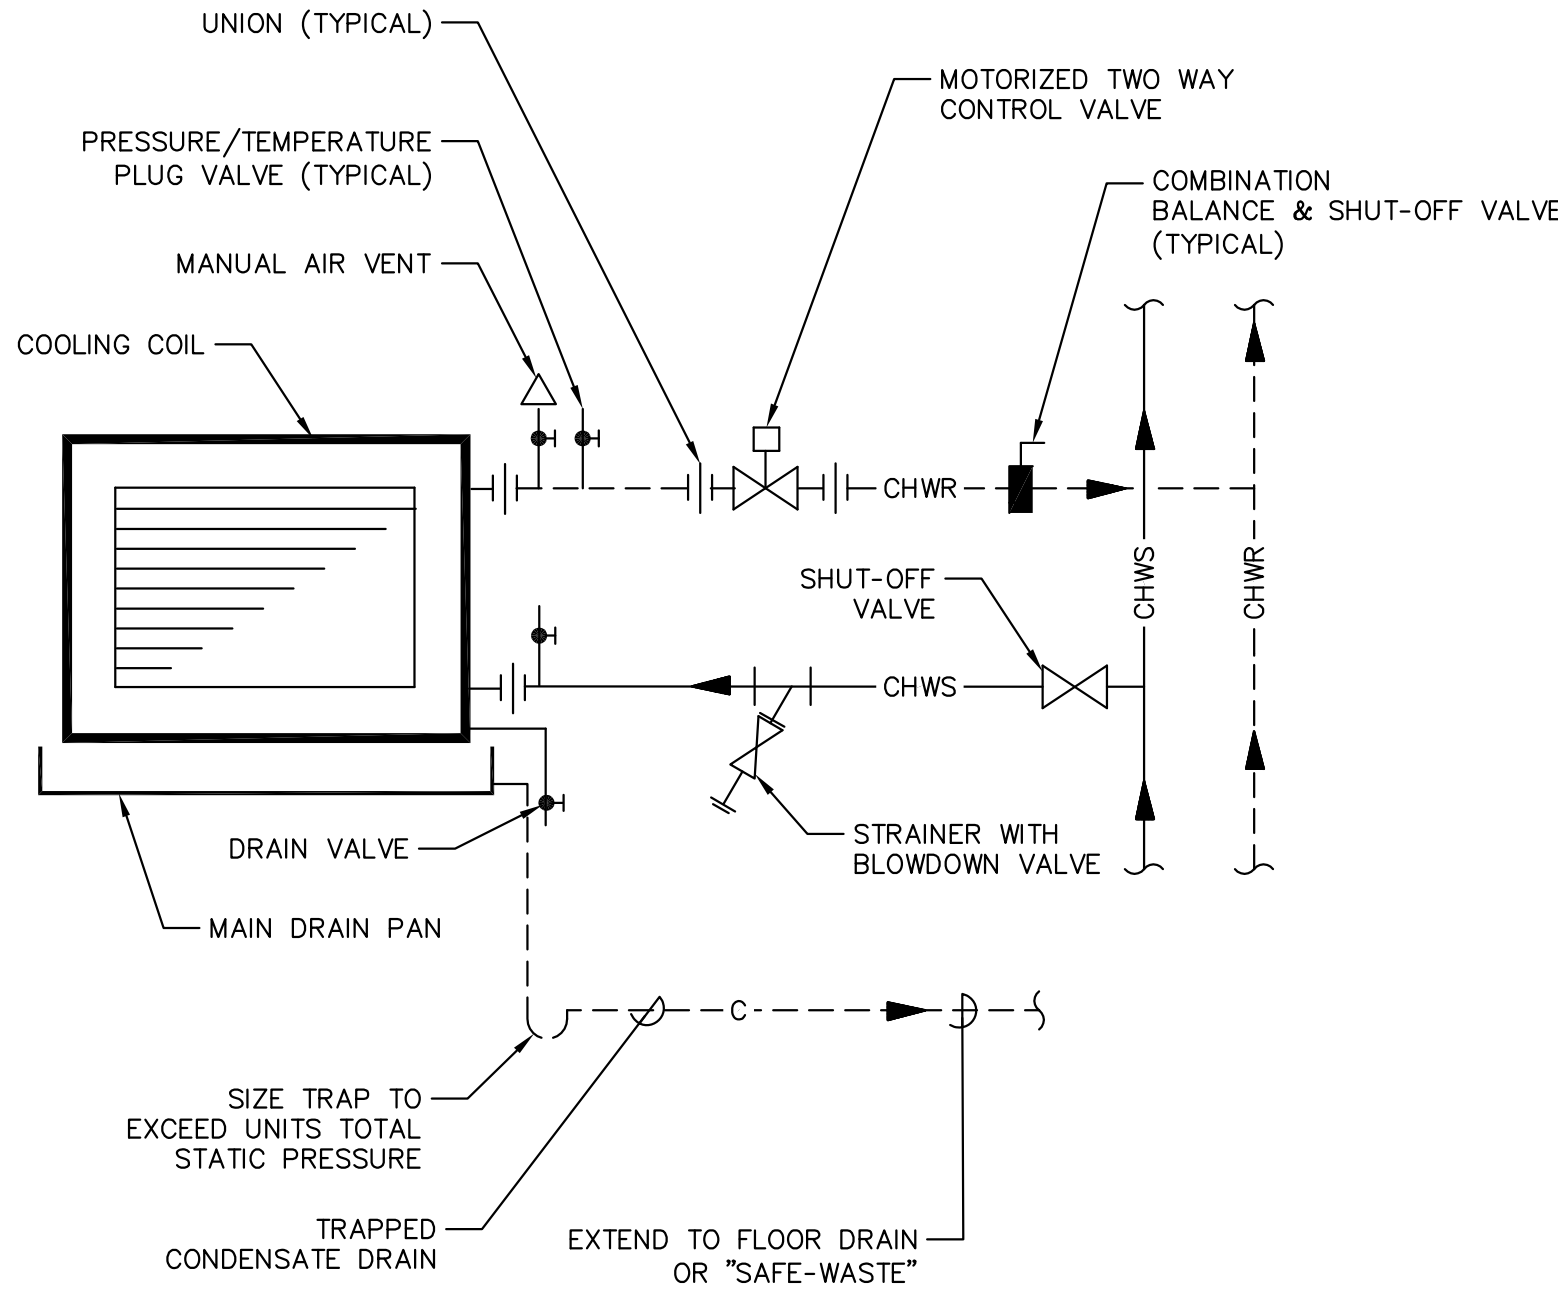 UNION (TYPICAL)
MOTORIZED TWO WAY
CONTROL VALVE
PRESSURE/TEMPERATURE
PLUG VALVE (TYPICAL)
COMBINATION
BALANCE & SHUT-OFF VALVE
(TYPICAL)
MANUAL AIR VENT
COOLING COIL
CHWR
CHWS
CHWR
SHUT-OFF
VALVE
CHWS
STRAINER WITH
BLOWDOWN VALVE
DRAIN VALVE
MAIN DRAIN PAN
C
SIZE TRAP TO
EXCEED UNITS TOTAL
STATIC PRESSURE
TRAPPED
CONDENSATE DRAIN
EXTEND TO FLOOR DRAIN
OR "SAFE-WASTE"